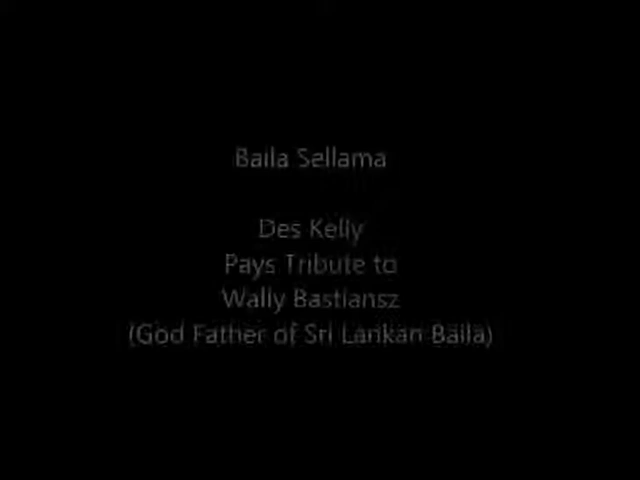 Baila Sellama
Des Kelly
Pays Tribute to
Wally Bastiansz
(God Father of Sri Lankan Baila)